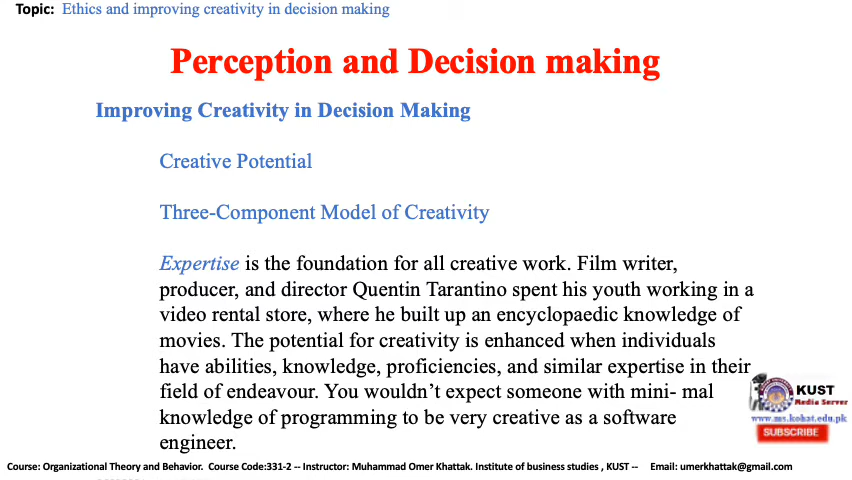 Topic: Ethics and improving creativity in decision making
Perception and Decision making
Improving Creativity in Decision Making
Creative Potential
Three-Component Model of Creativity
Expertise is the foundation for all creative work. Film writer,
producer, and director Quentin Tarantino spent his youth working in a
video rental store, where he built up an encyclopaedic knowledge of
movies. The potential for creativity is enhanced when individuals
have abilities, knowledge, proficiencies, and similar expertise in their
field of endeavour. You wouldn’t expect someone with mini- mal
knowledge of programming to be very creative as a software
engineer.
KUST
Media Server
www.ms.kohat.edu.pk
SUBSCRIBE
Course: Organizational Theory and Behavior. Course Code:331-2 -- Instructor: Muhammad Omer Khattak. Institute of business studies , KUST -- Email: umerkhattak@gmail.com